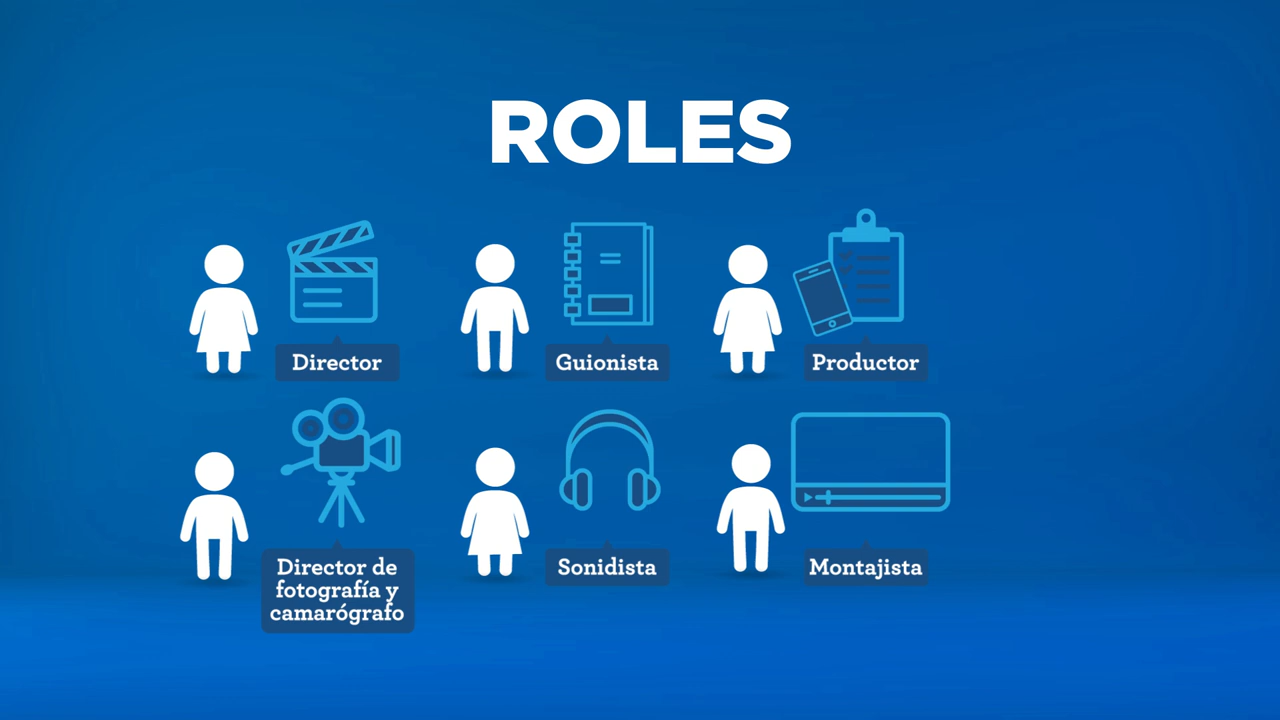 ROLES
Director
Guionista
Productor
Director de
fotografía y
camarógrafo
Sonidista
Montajista